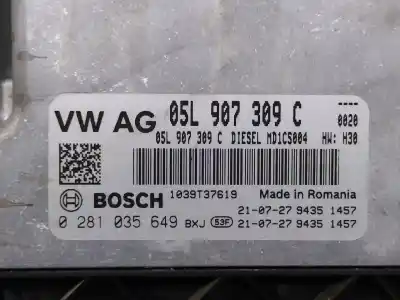 VW AG 05L 907 309 C ----
0020
05L 907 309 C DIESEL MD1CS004 HW: H30
BOSCH 1039T37619 Made in Romania
21-07-27 9435 1457
0 281 035 649 BXJ 53F 21-07-27 9435 1457